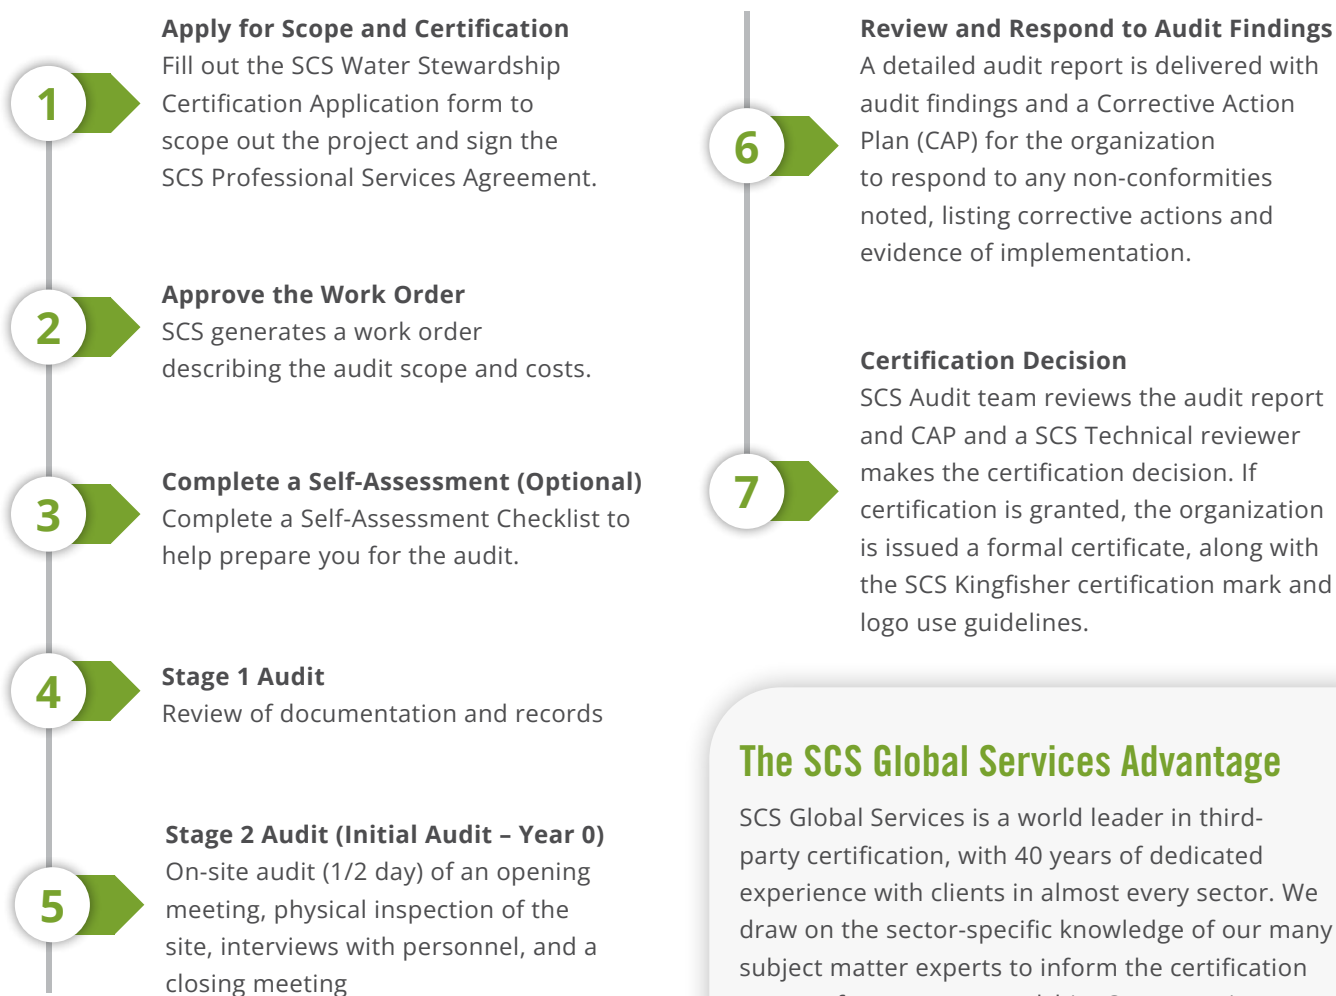 1
Apply for Scope and Certification
Fill out the SCS Water Stewardship
Certification Application form to
scope out the project and sign the
SCS Professional Services Agreement.
2
Approve the Work Order
SCS generates a work order
describing the audit scope and costs.
3
Complete a Self-Assessment (Optional)
Complete a Self-Assessment Checklist to
help prepare you for the audit.
4
Stage 1 Audit
Review of documentation and records
5
Stage 2 Audit (Initial Audit – Year 0)
On-site audit (1/2 day) of an opening
meeting, physical inspection of the
site, interviews with personnel, and a
closing meeting
6
Review and Respond to Audit Findings
A detailed audit report is delivered with
audit findings and a Corrective Action
Plan (CAP) for the organization
to respond to any non-conformities
noted, listing corrective actions and
evidence of implementation.
7
Certification Decision
SCS Audit team reviews the audit report
and CAP and a SCS Technical reviewer
makes the certification decision. If
certification is granted, the organization
is issued a formal certificate, along with
the SCS Kingfisher certification mark and
logo use guidelines.
The SCS Global Services Advantage
SCS Global Services is a world leader in third-
party certification, with 40 years of dedicated
experience with clients in almost every sector. We
draw on the sector-specific knowledge of our many
subject matter experts to inform the certification